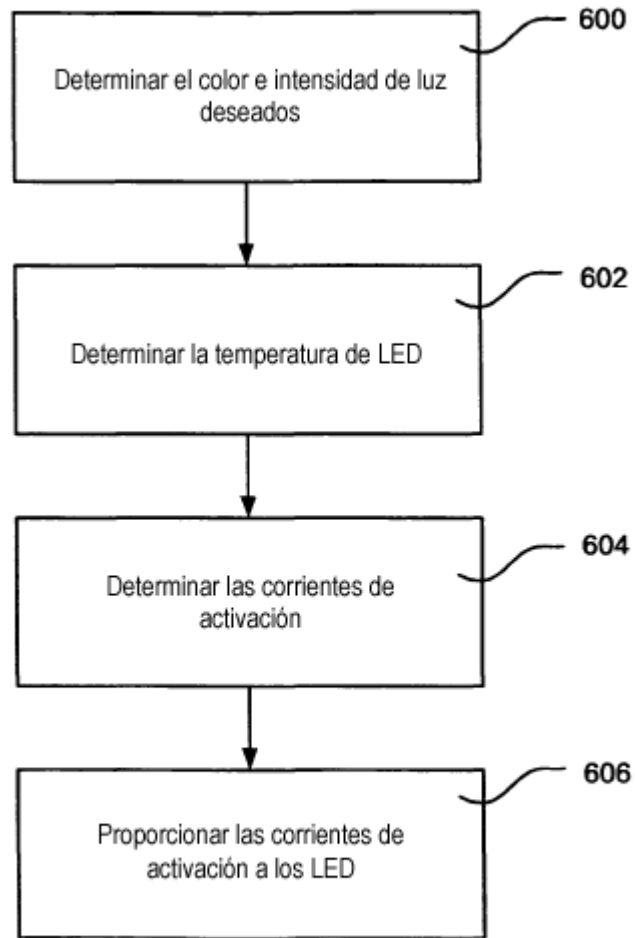 600
Determinar el color e intensidad de luz
deseados
602
Determinar la temperatura de LED
604
Determinar las corrientes de
activación
606
Proporcionar las corrientes de
activación a los LED